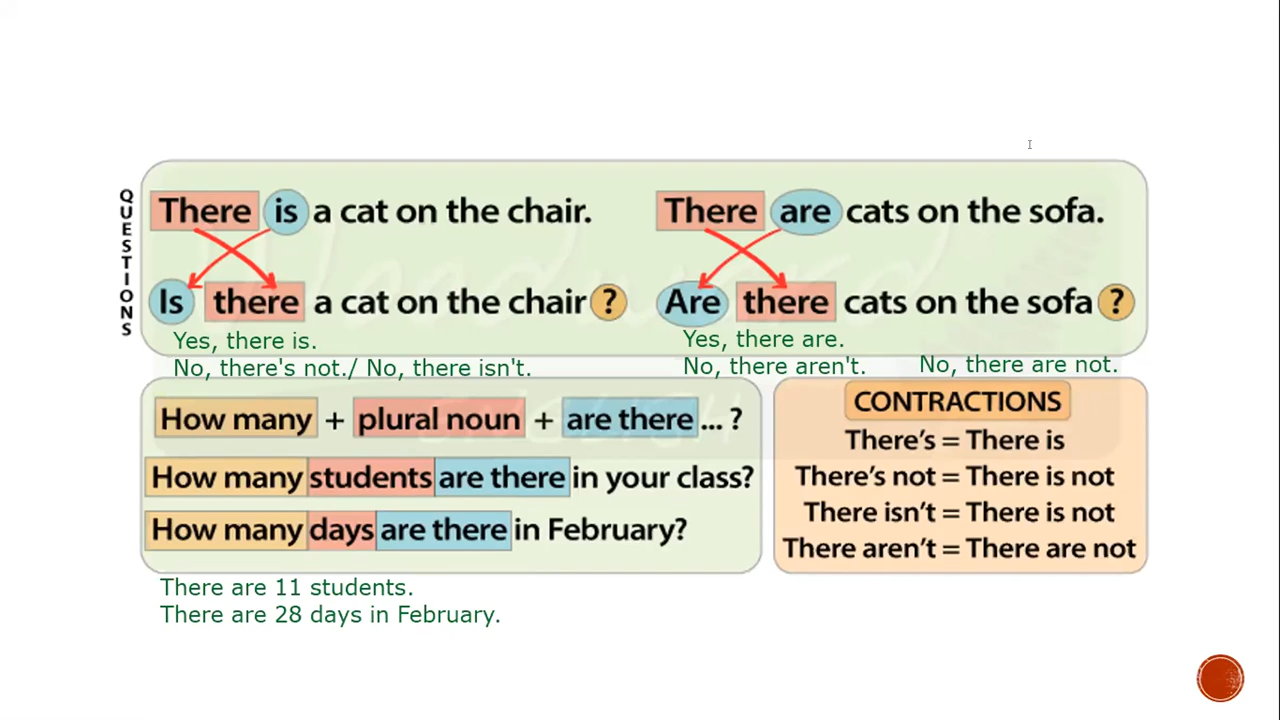 QUESTIONS
There is a cat on the chair.
Is there a cat on the chair ?
Yes, there is.
No, there's not./ No, there isn't.
There are cats on the sofa.
Are there cats on the sofa ?
Yes, there are.
No, there aren't. No, there are not.
How many + plural noun + are there ... ?
How many students are there in your class?
How many days are there in February?
There are 11 students.
There are 28 days in February.
CONTRACTIONS
There's = There is
There's not = There is not
There isn't = There is not
There aren't = There are not
Woodward
ENGLISH